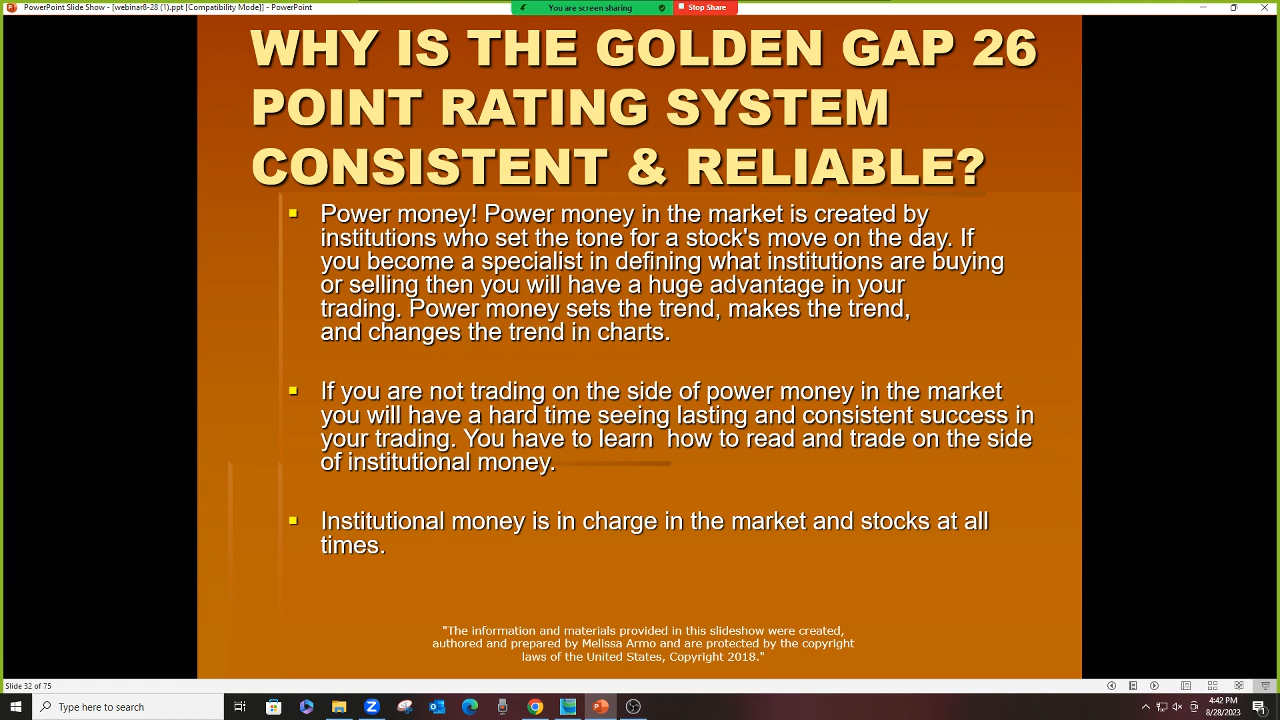 PowerPoint Slide Show - [webinar8-28 (1).ppt [Compatibility Mode]] - PowerPoint
You are screen sharing
Stop Share
WHY IS THE GOLDEN GAP 26
POINT RATING SYSTEM
CONSISTENT & RELIABLE?
Power money! Power money in the market is created by
institutions who set the tone for a stock's move on the day. If
you become a specialist in defining what institutions are buying
or selling then you will have a huge advantage in your
trading. Power money sets the trend, makes the trend,
and changes the trend in charts.
If you are not trading on the side of power money in the market
you will have a hard time seeing lasting and consistent success in
your trading. You have to learn  how to read and trade on the side
of institutional money.
Institutional money is in charge in the market and stocks at all
times.
"The information and materials provided in this slideshow were created,
authored and prepared by Melissa Armo and are protected by the copyright
laws of the United States, Copyright 2018."
Slide 32 of 75
Type here to search
4:42 PM
8/28/2023